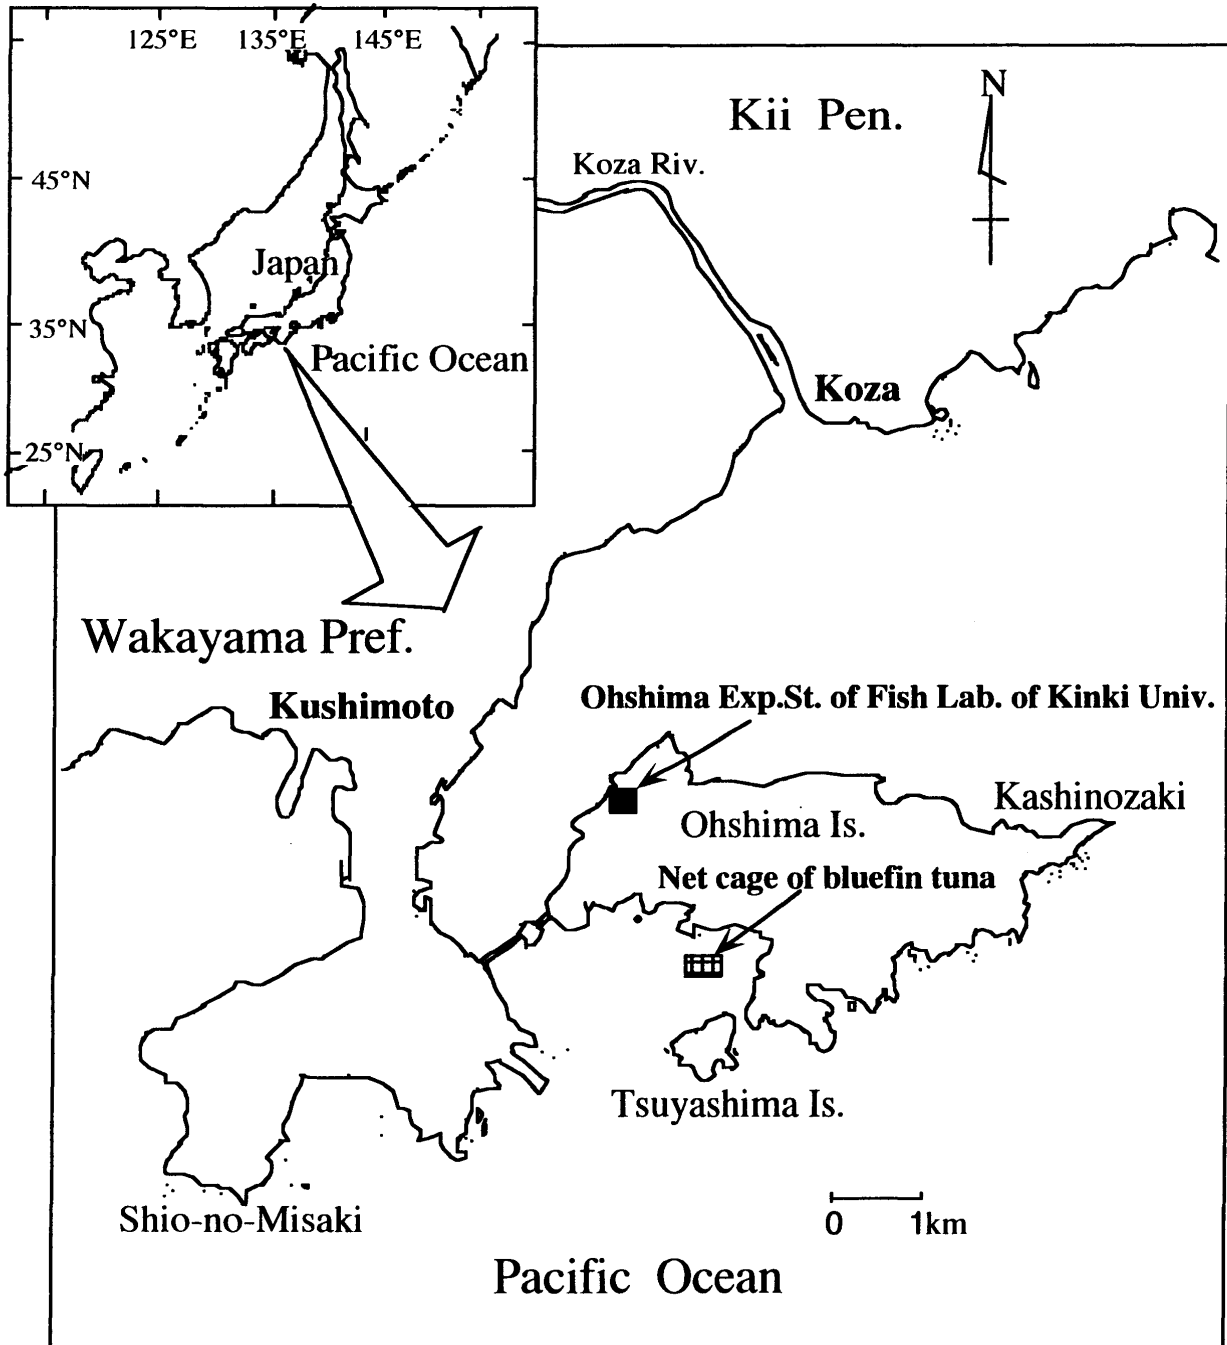 125°E 135°E 145°E
N
Kii Pen.
Koza Riv.
45°N
Japan
35°N
Pacific Ocean
Koza
25°N
Wakayama Pref.
Kushimoto
Ohshima Exp.St. of Fish Lab. of Kinki Univ.
Kashinozaki
Ohshima Is.
Net cage of bluefin tuna
Tsuyashima Is.
Shio-no-Misaki
0 1km
Pacific Ocean